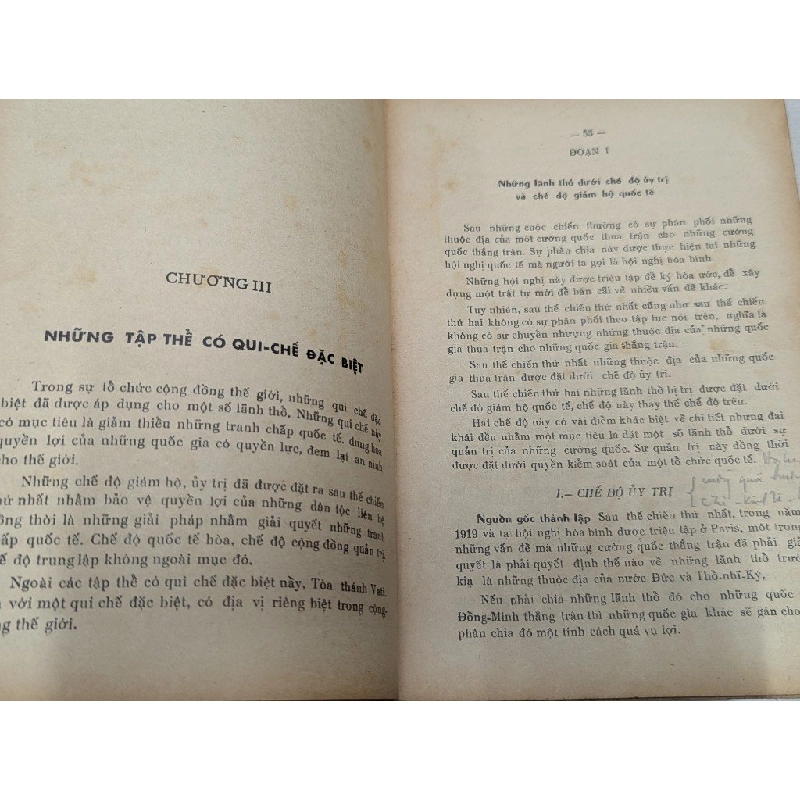 CHƯƠNG III
NHỮNG TẬP THỂ CÓ QUI-CHẾ ĐẶC BIỆT
Trong sự tổ chức cộng đồng thế giới, những qui chế đặc
biệt đã được áp dụng cho một số lãnh thổ. Những qui chế này
có mục tiêu là giảm thiểu những tranh chấp quốc tế, dung hòa
quyền lợi của những quốc gia có quyền lực, đem lại an ninh
cho thế giới.
Những chế độ giám hộ, ủy trị đã được đặt ra sau thế chiến
nhất nhằm bảo vệ quyền lợi của những dân tộc liên hệ
thời là những giải pháp nhằm giải quyết những tranh
chấp quốc tế. Chế độ quốc tế hòa, chế độ cộng đồng quản trị
độ trung lập không ngoài mục đó.
Ngoài các tập thể có qui chế đặc biệt nầy, Tòa thánh Vati
với một qui chế đặc biệt, có địa vị riêng biệt trong cộng-
thế giới.
— 55 —
ĐOẠN 1
Những lãnh thổ dưới chế độ ủy trị
và chế độ giám hộ quốc tế
Sau những cuộc chiến thường có sự phân phối những
thuộc địa của một cường quốc thua trận cho những cường
quốc thắng trận. Sự phân chia này được thực hiện tại những
hội nghị quốc tế mà người ta gọi là hội nghị hòa bình.
Những hội nghị này được triệu tập để ký hòa ước, để xây
dựng một trật tự mới để bàn cãi về nhiều vấn đề khác.
Tuy nhiên, sau thế chiến thứ nhất cũng như sau thế chiến
thứ hai không có sự phân phối theo tập tục nói trên, nghĩa là
không có sự chuyển nhượng những thuộc địa của những quốc
gia thua trận cho những quốc gia thắng trận.
Sau thế chiến thứ nhất những thuộc địa của những quốc
gia thua trận được đặt dưới chế độ ủy trị.
Sau thế chiến thứ hai những lãnh thổ bị trị được đặt dưới
chế độ giám hộ quốc tế, chế độ này thay thế chế độ trên.
Hai chế độ này có vài điểm khác biệt về chi tiết nhưng đại
khái đều nhằm một mục tiêu là đặt một số lãnh thổ dưới sự
quản trị của những cường quốc. Sự quản trị này đồng thời
được đặt dưới quyền kiểm soát của một tổ chức quốc tế.
I.— CHẾ ĐỘ ỦY TRỊ
Nguồn gốc thành lập Sau thế chiến thứ nhất, trong năm
1919 và tại hội nghị hòa bình được triệu tập ở Paris, một trong
những vấn đề mà những cường quốc thắng trận đã phải giải
quyết là phải quyết định thế nào về những lãnh thổ trước
kia là những thuộc địa của nước Đức và Thổ-nhĩ-Kỳ.
Nếu phải chia những lãnh thổ đó cho những quốc
Đồng-Minh thắng trận thì những quốc gia khác sẽ gán cho
phân chia đó một tính cách quá vụ lợi.